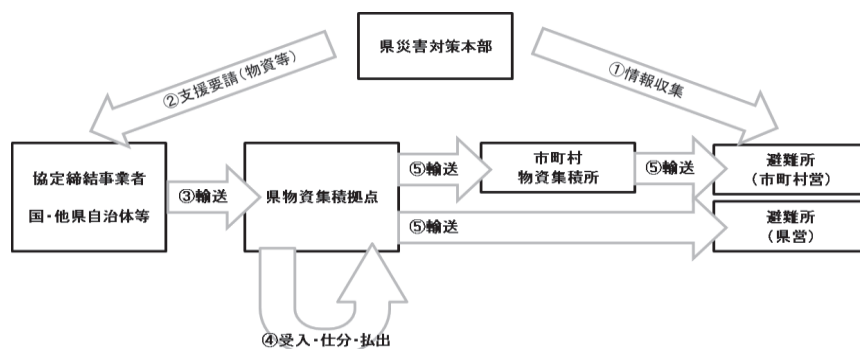 県災害対策本部
②支援要請(物資等)
①情報収集
協定締結事業者
国・他県自治体等
③輸送
県物資集積拠点
⑤輸送
市町村
物資集積所
⑤輸送
避難所
(市町村営)
⑤輸送
避難所
(県営)
④受入・仕分・払出